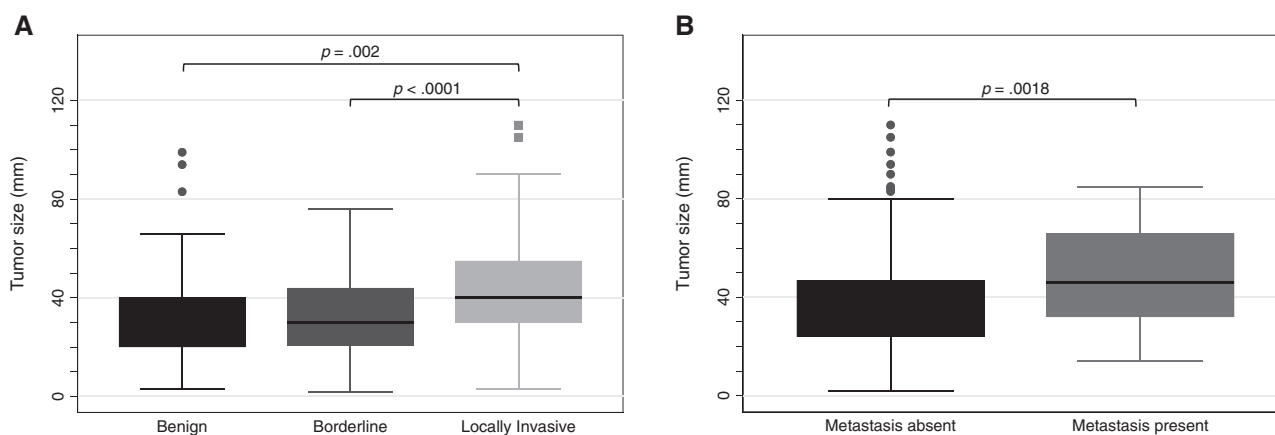 A
p = .002
p < .0001
120
80
40
0
Tumor size (mm)
Benign
Borderline
Locally Invasive
B
p = .0018
120
80
40
0
Tumor size (mm)
Metastasis absent
Metastasis present